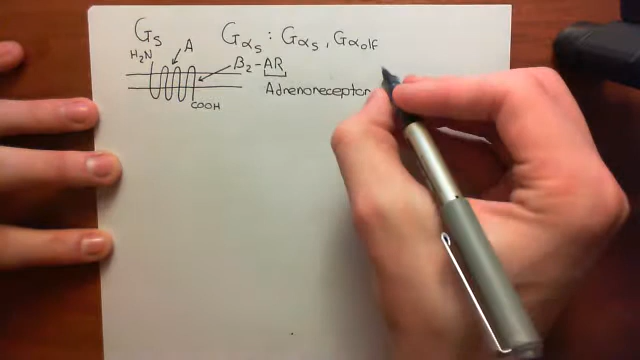 Gs Gαs : Gαs, Gαolf
H₂N A
β₂-AR
Adrenoreceptor
COOH